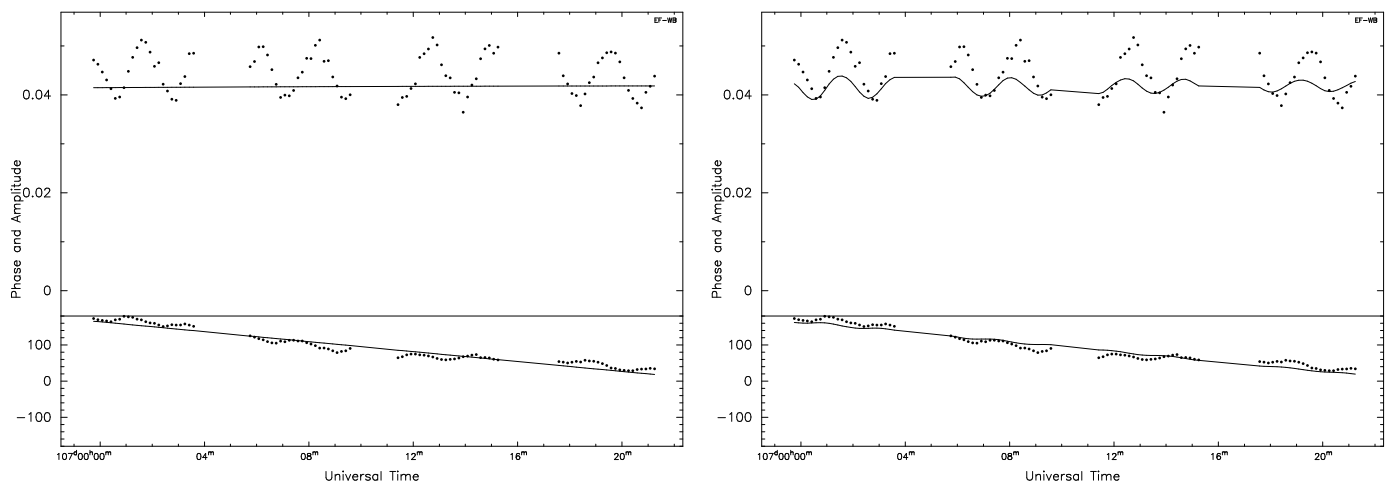 EF-WB
0.04
0.02
0
100
0
−100
Phase and Amplitude
107d00h00m 04m 08m 12m 16m 20m
Universal Time
EF-WB
0.04
0.02
0
100
0
−100
Phase and Amplitude
107d00h00m 04m 08m 12m 16m 20m
Universal Time